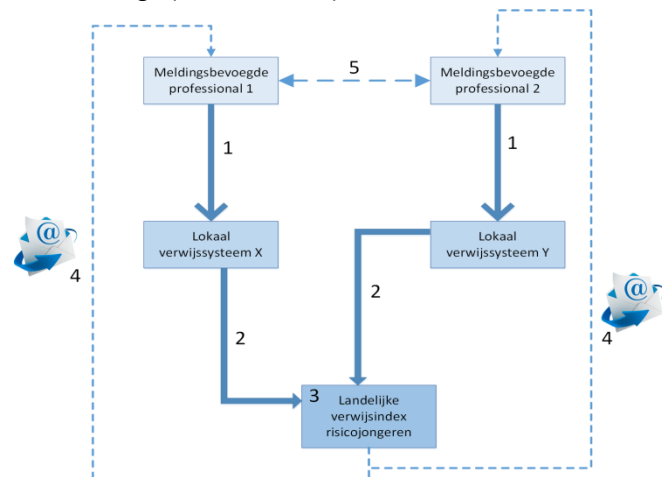 Meldingsbevoegde
professional 1
5
Meldingsbevoegde
professional 2
1
1
Lokaal
verwijssysteem X
Lokaal
verwijssysteem Y
@
4
2
2
@
4
3
Landelijke
verwijsindex
risicojongeren